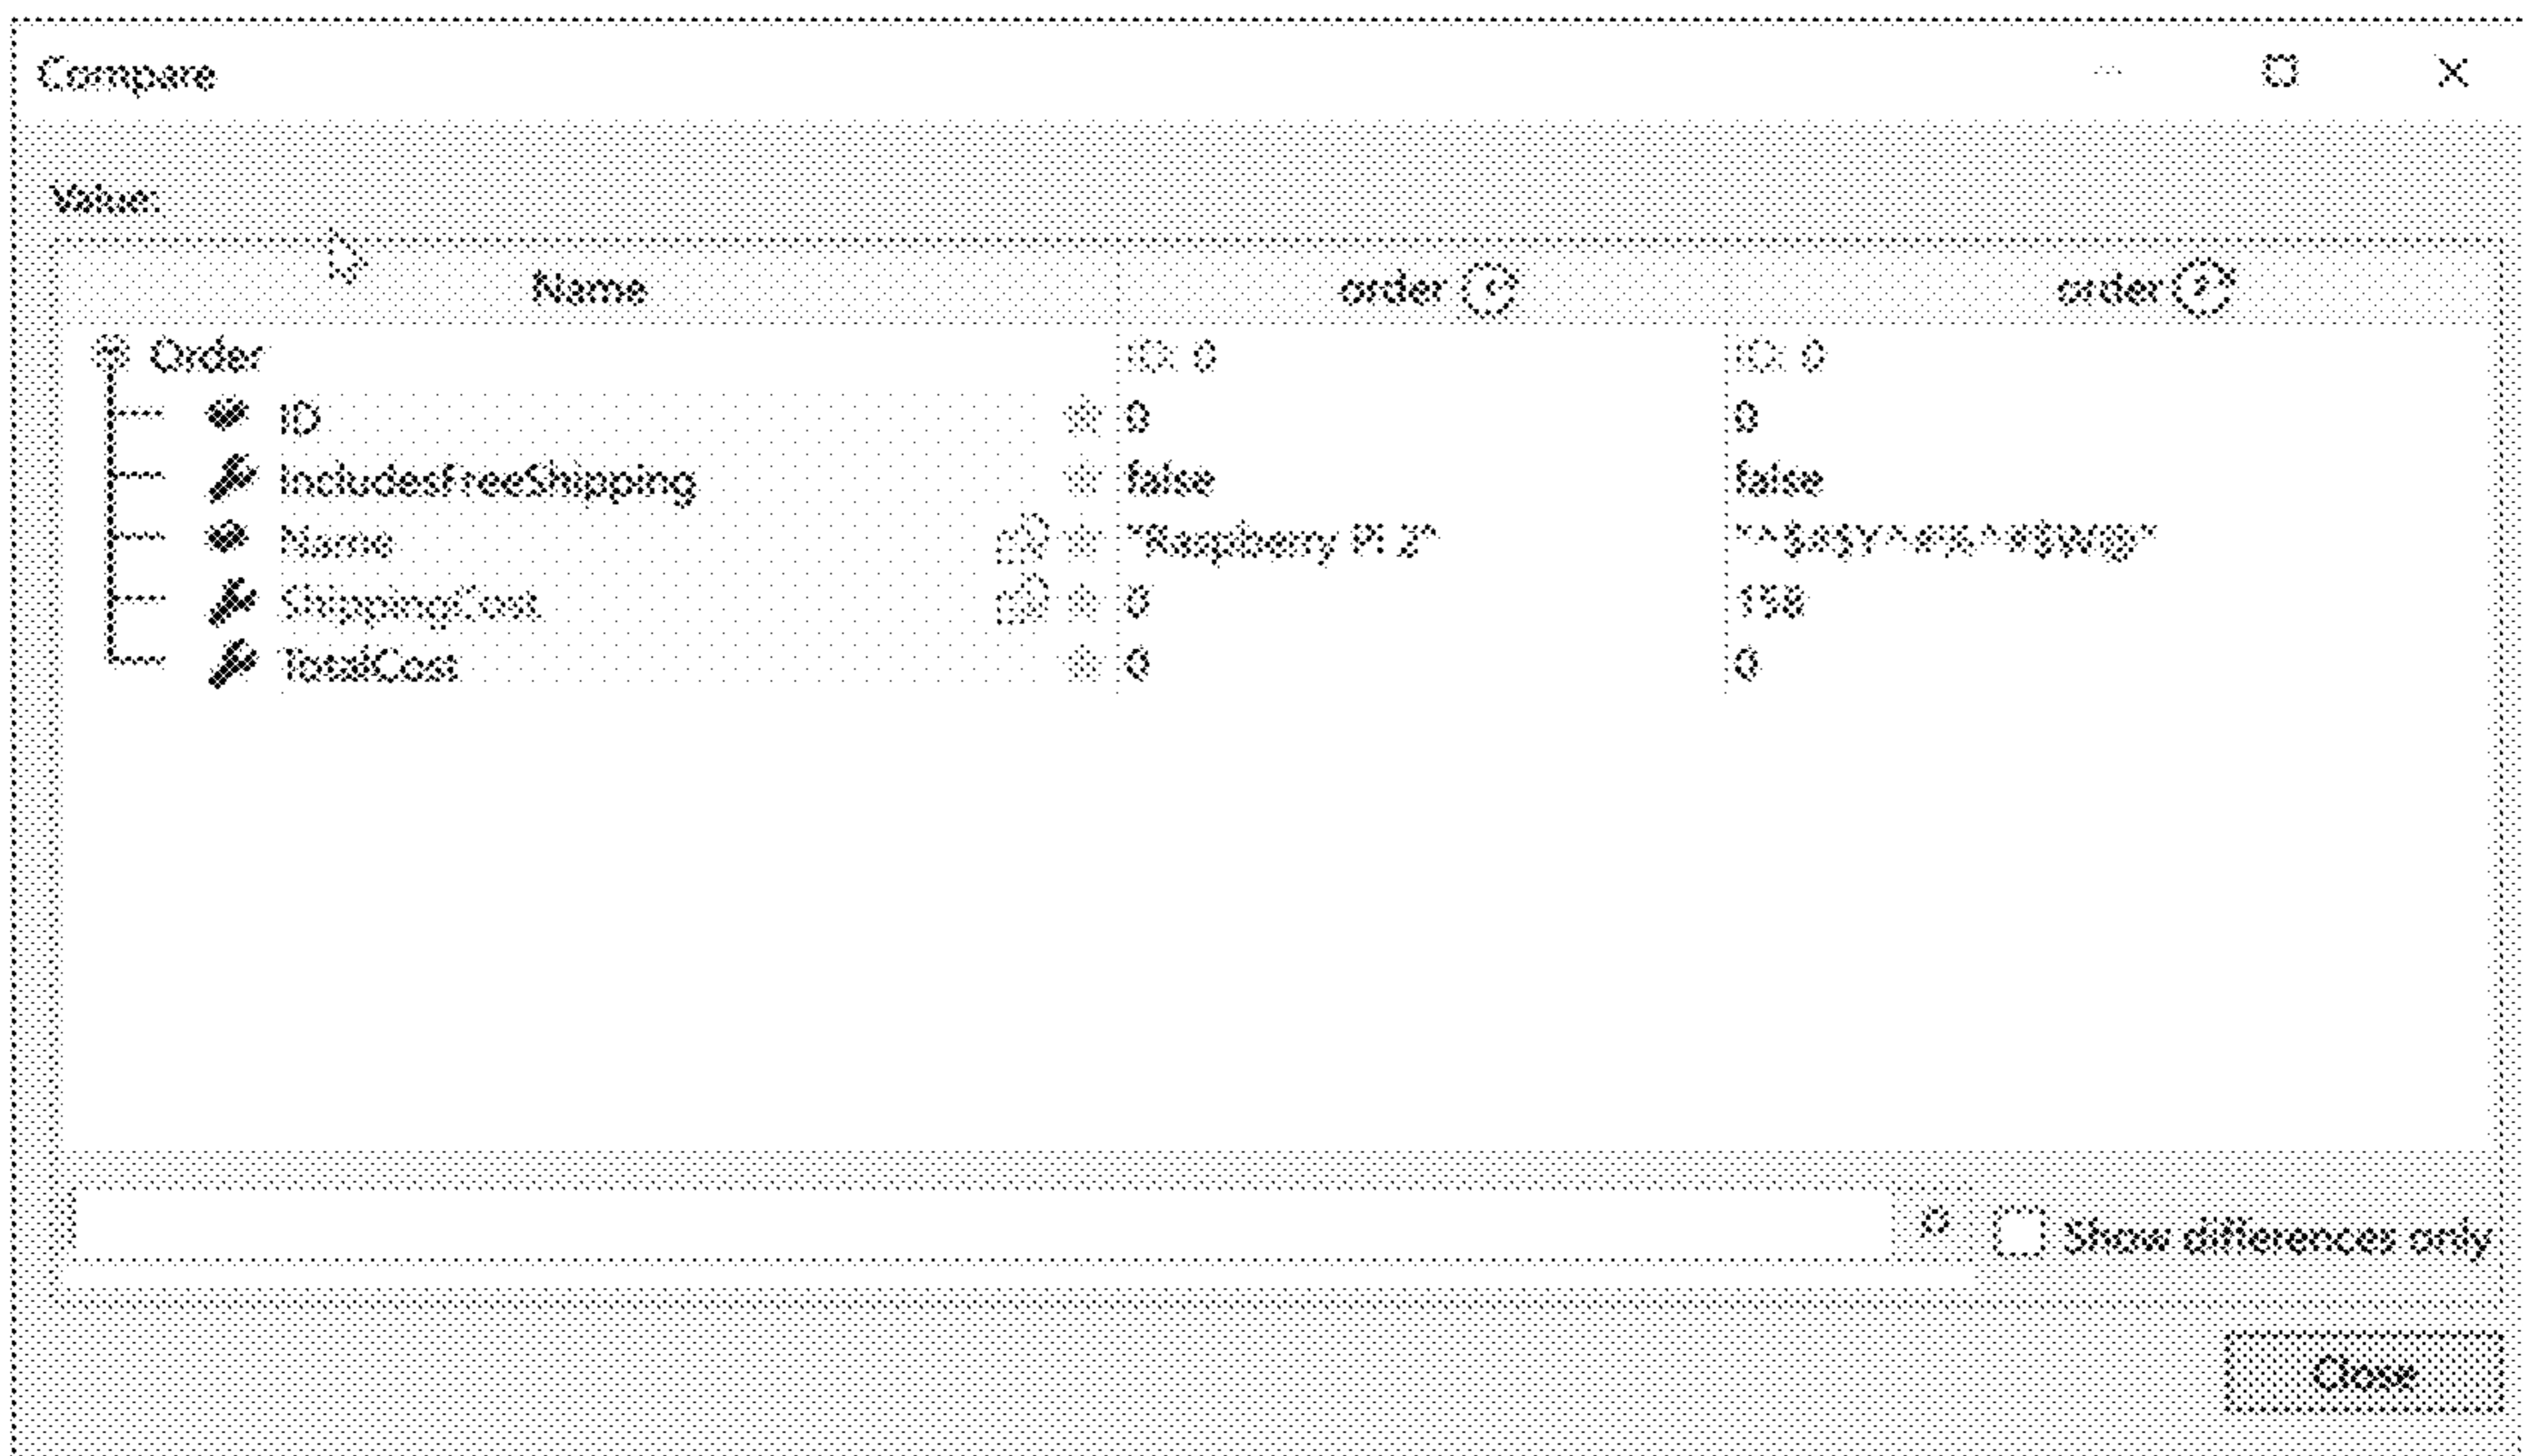 Compare
Value:
Name order order
Order ID: 0 ID: 0
ID 0 0
IncludesFreeShipping false false
Name "Raspberry Pi
ShippingCost 0 158
TotalCost 0 0
Show differences only
Close